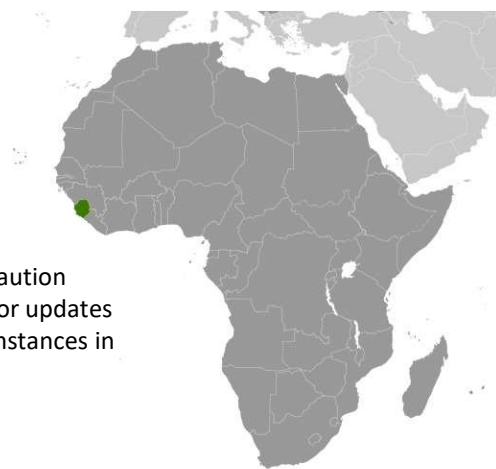 aution
or updates
nstances in